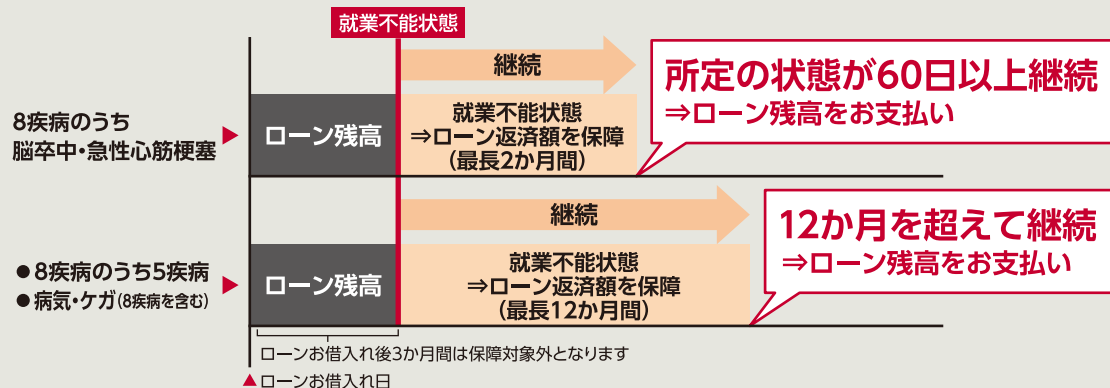 就業不能状態
8疾病のうち
脳卒中・急性心筋梗塞
ローン残高
継続
就業不能状態
⇒ローン返済額を保障
(最長2か月間)
所定の状態が60日以上継続
⇒ローン残高をお支払い
●8疾病のうち5疾病
●病気・ケガ(8疾病を含む)
ローン残高
継続
就業不能状態
⇒ローン返済額を保障
(最長12か月間)
12か月を超えて継続
⇒ローン残高をお支払い
ローンお借入れ後3か月間は保障対象外となります
▲ローンお借入れ日